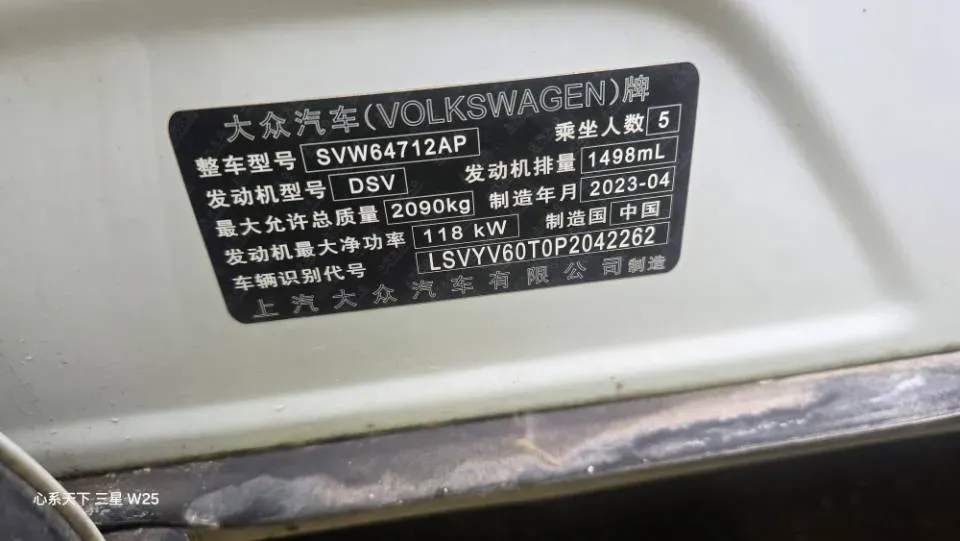 大众汽车(VOLKSWAGEN)牌
整车型号 SVW64712AP 乘坐人数 5
发动机型号 DSV 发动机排量 1498mL
最大允许总质量 2090kg 制造年月 2023-04
发动机最大净功率 118 kW 制造国 中国
车辆识别代号 LSVYV60T0P2042262
上汽大众汽车有限公司制造
心系天下 三星 W25